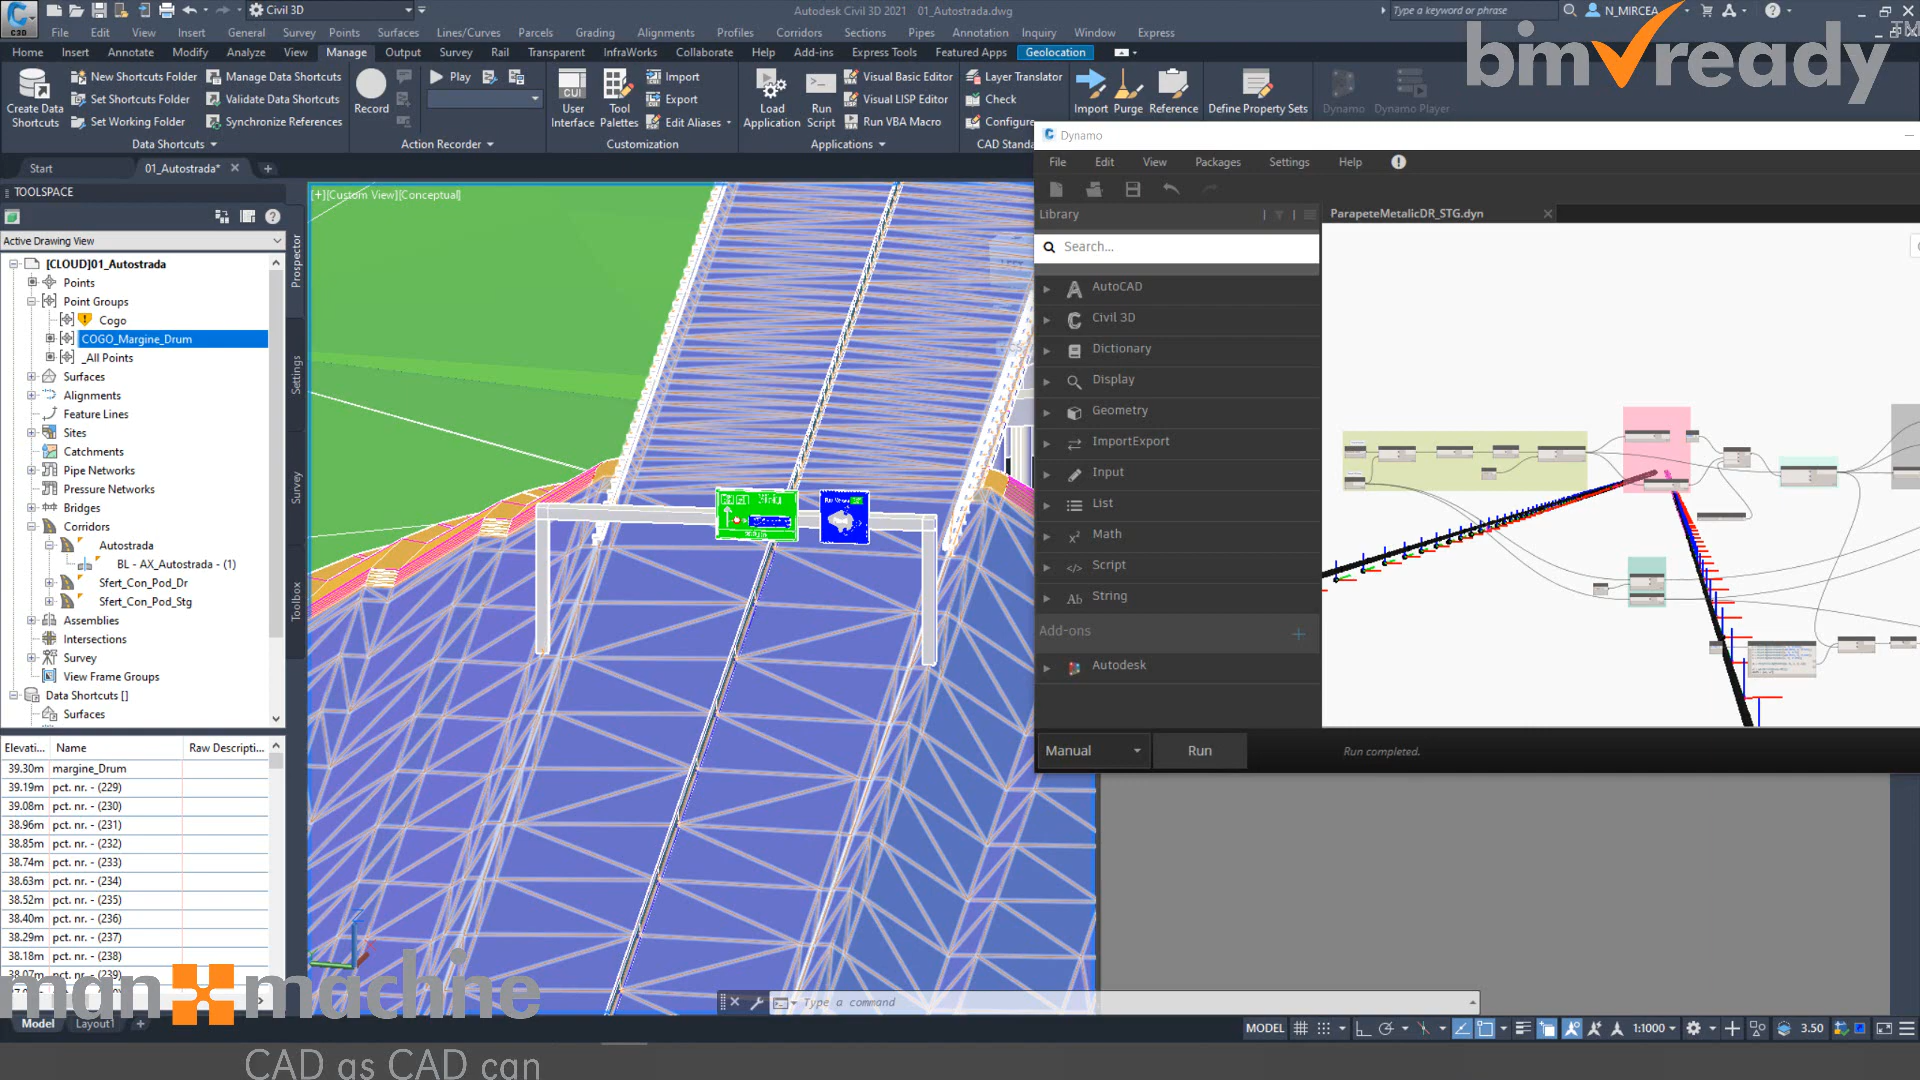 Civil 3D
Autodesk Civil 3D 2021 01_Autostrada.dwg
Type a keyword or phrase
N_MIRCEA
File Edit View Insert General Survey Points Surfaces Lines/Curves Parcels Grading Alignments Profiles Corridors Sections Pipes Annotation Inquiry Window Express
Home Insert Annotate Modify Analyze View Manage Output Survey Rail Transparent InfraWorks Collaborate Help Add-ins Express Tools Featured Apps Geolocation
bim ready
Create Data Shortcuts
New Shortcuts Folder
Set Shortcuts Folder
Set Working Folder
Manage Data Shortcuts
Validate Data Shortcuts
Synchronize References
Data Shortcuts
Record
Play
Action Recorder
CUI
User Interface
Tool Palettes
Import
Export
Edit Aliases
Customization
Load Application
Run Script
Visual Basic Editor
Visual LISP Editor
Run VBA Macro
Applications
Layer Translator
Check
Configure
CAD Standa
Import
Purge
Reference
Define Property Sets
Dynamo
Dynamo Player
Start
01_Autostrada*
TOOLSPACE
Active Drawing View
[CLOUD]01_Autostrada
Points
Point Groups
Cogo
COGO_Margine_Drum
_All Points
Surfaces
Alignments
Feature Lines
Sites
Catchments
Pipe Networks
Pressure Networks
Bridges
Corridors
Autostrada
BL - AX_Autostrada - (1)
Sfert_Con_Pod_Dr
Sfert_Con_Pod_Stg
Assemblies
Intersections
Survey
View Frame Groups
Data Shortcuts []
Surfaces
Prospector
Settings
Survey
Toolbox
Elevati... Name Raw Descripti...
39.30m margine_Drum
39.19m pct. nr. - (229)
39.08m pct. nr. - (230)
38.96m pct. nr. - (231)
38.85m pct. nr. - (232)
38.74m pct. nr. - (233)
38.63m pct. nr. - (234)
38.52m pct. nr. - (235)
38.40m pct. nr. - (236)
38.29m pct. nr. - (237)
38.18m pct. nr. - (238)
38.07m pct. nr. - (239)
[+][Custom View][Conceptual]
Dynamo
File Edit View Packages Settings Help
Library
ParapeteMetalicDR_STG.dyn
Search...
AutoCAD
Civil 3D
Dictionary
Display
Geometry
ImportExport
Input
List
Math
Script
String
Add-ons
Autodesk
Manual
Run
Run completed.
man machine
CAD as CAD can
Type a command
Model Layout1
MODEL
1:1000
3.50